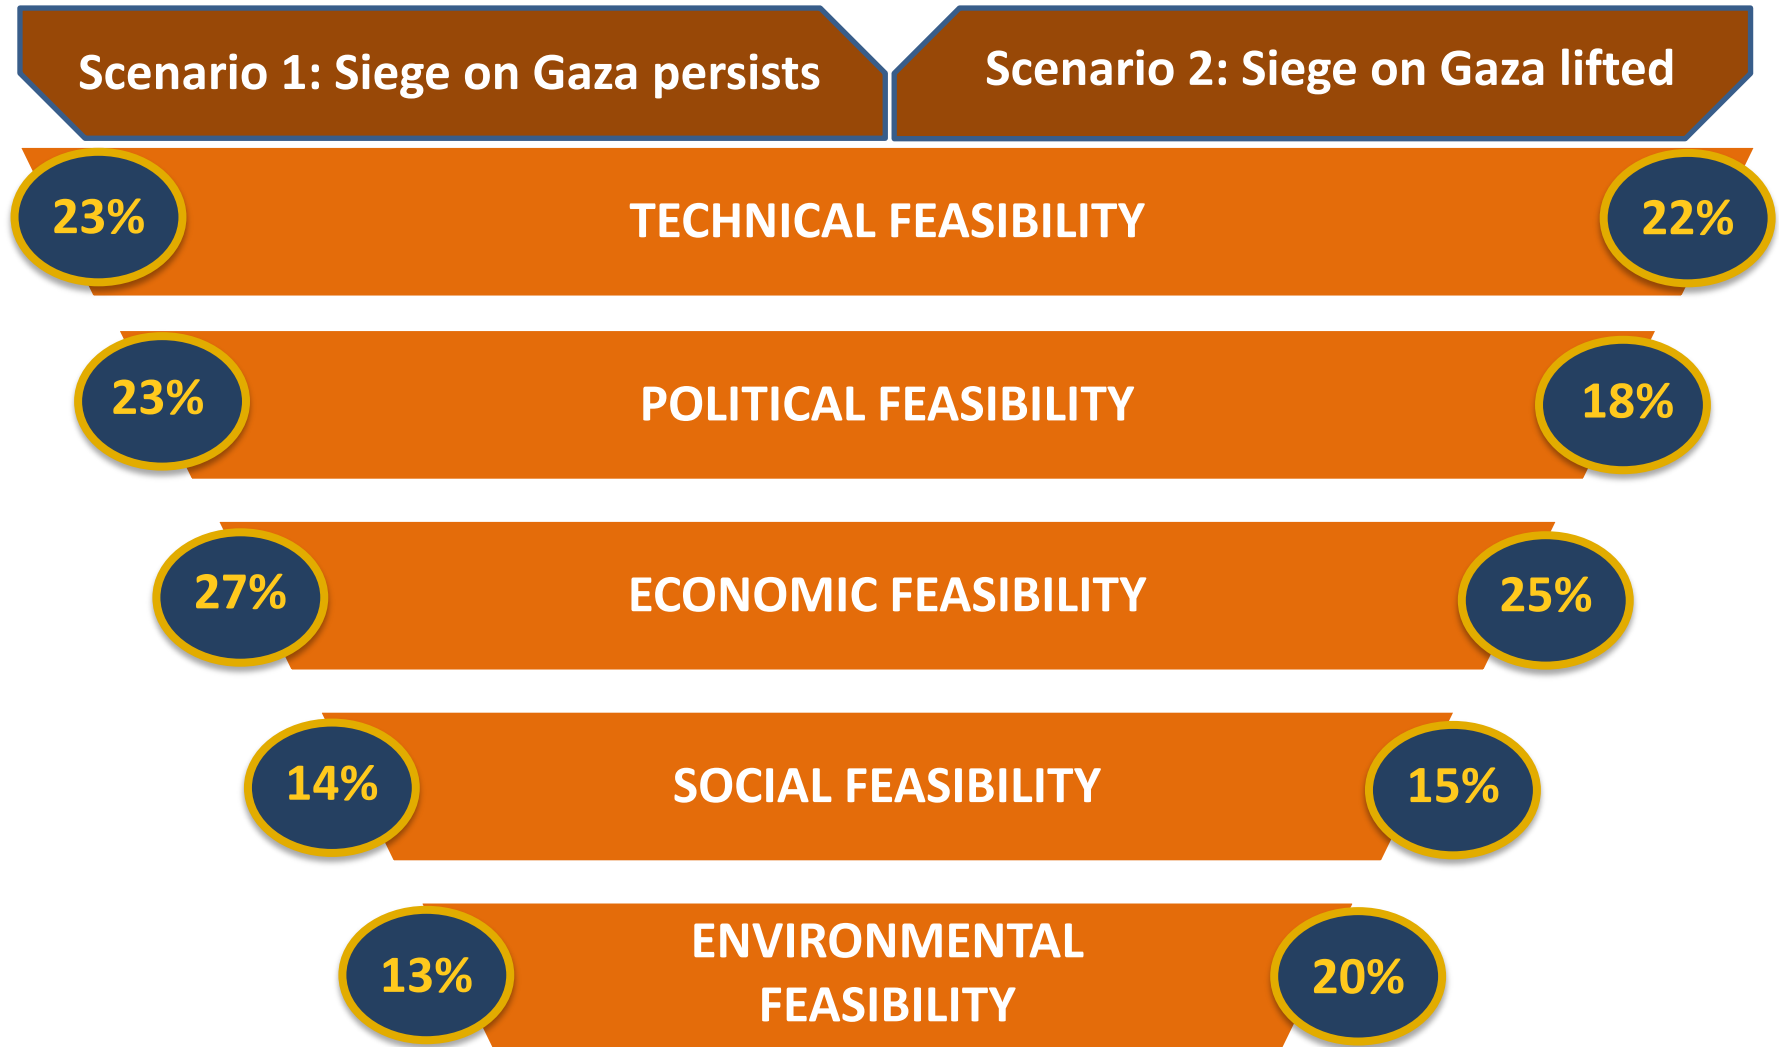 Scenario 1: Siege on Gaza persists
Scenario 2: Siege on Gaza lifted
23%
TECHNICAL FEASIBILITY
22%
23%
POLITICAL FEASIBILITY
18%
27%
ECONOMIC FEASIBILITY
25%
14%
SOCIAL FEASIBILITY
15%
13%
ENVIRONMENTAL
FEASIBILITY
20%